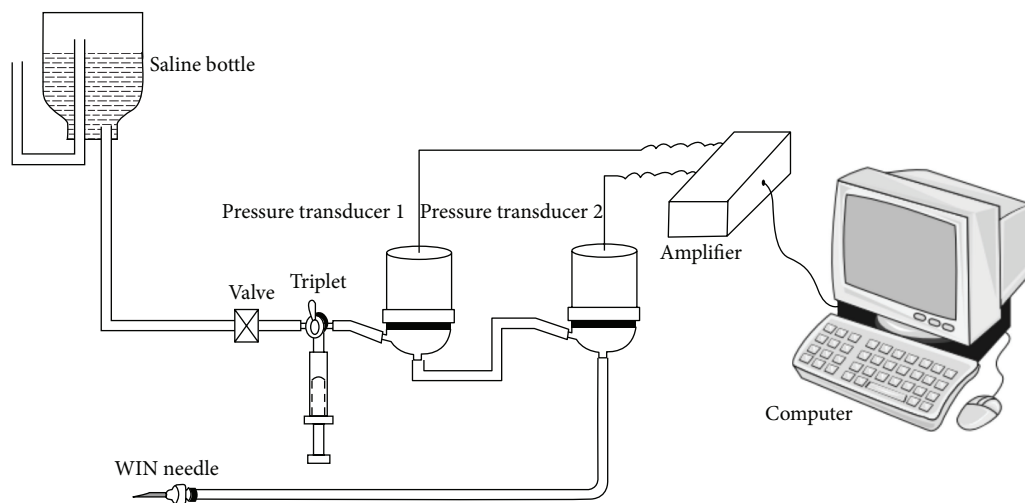 Saline bottle
Pressure transducer 1
Pressure transducer 2
Amplifier
Triplet
Valve
Computer
WIN needle